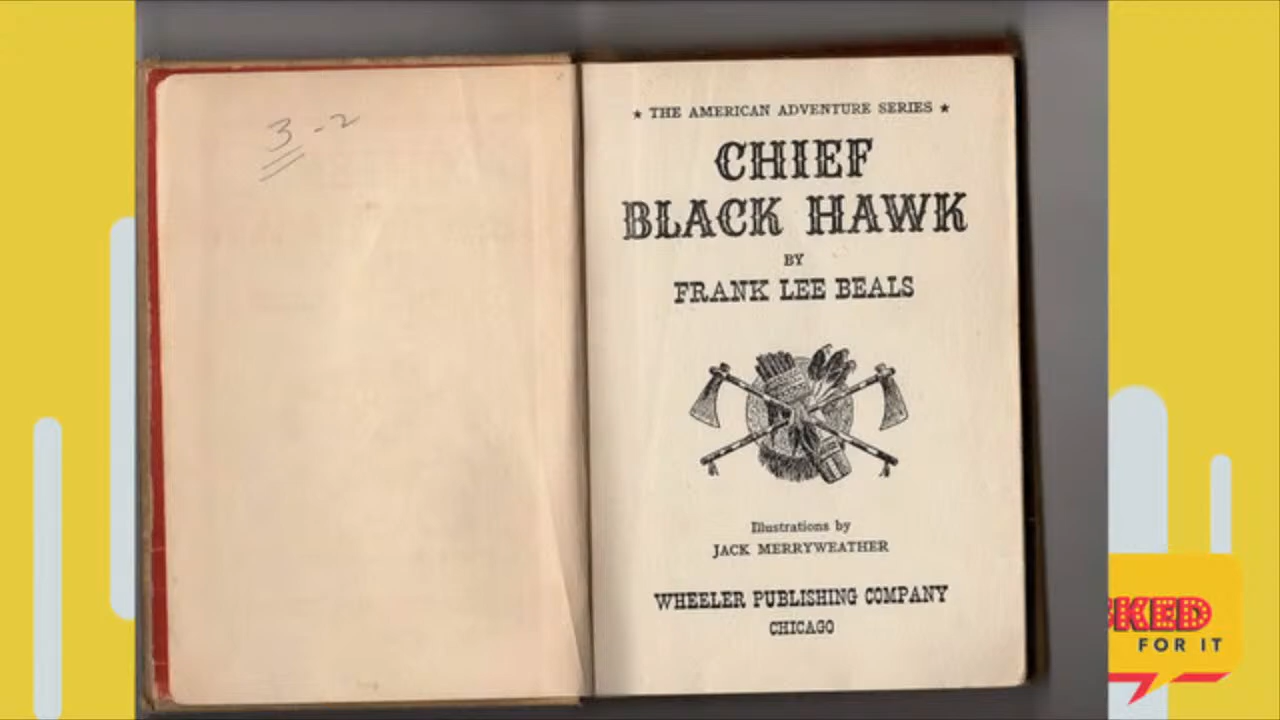 3-2
★ THE AMERICAN ADVENTURE SERIES ★
CHIEF
BLACK HAWK
BY
FRANK LEE BEALS
Illustrations by
JACK MERRYWEATHER
WHEELER PUBLISHING COMPANY
CHICAGO
KED
FOR IT